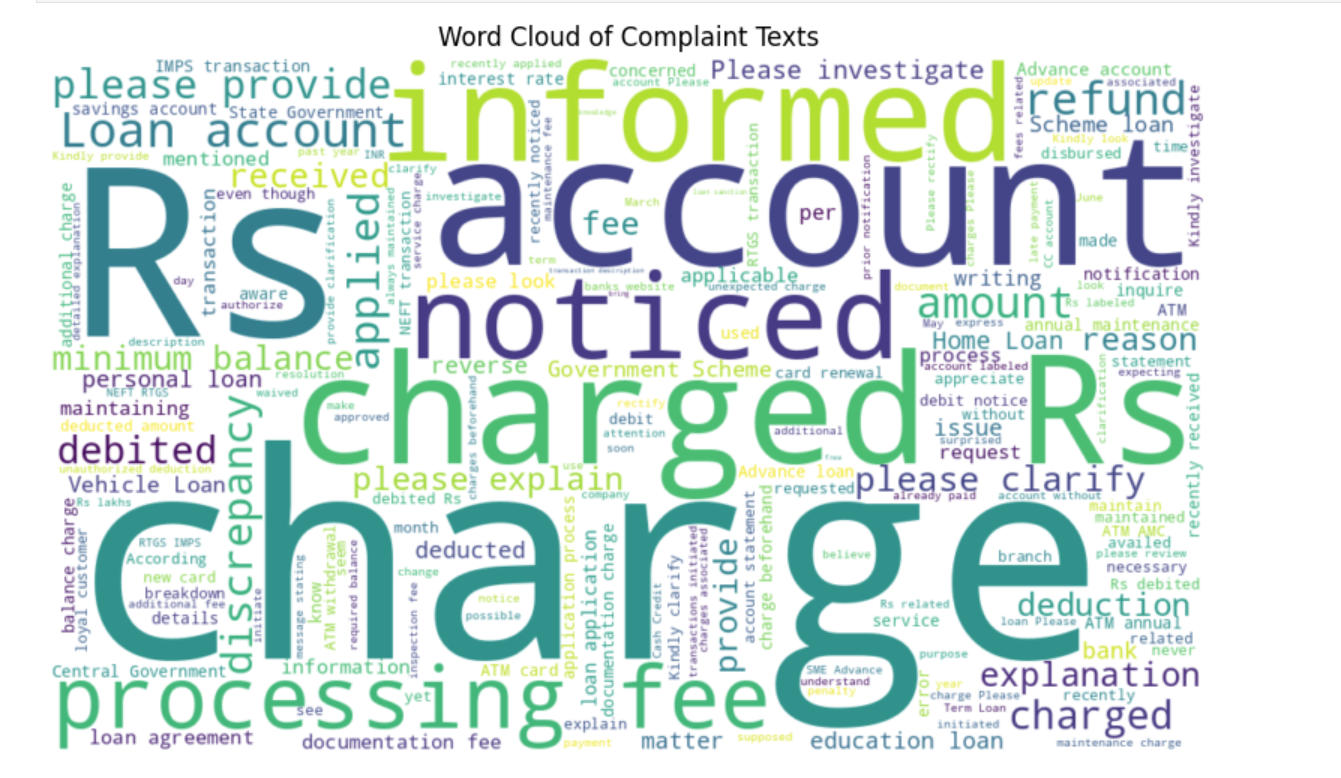 Word Cloud of Complaint Texts
IMPS transaction
recently applied
interest rate
concerned
account Please
Please investigate
Advance account
update
associated
please provide
informed
refund
savings account
State Government
knowledge
Loan account
Scheme loan
Kindly look
Kindly provide
mentioned
past year
INR
disbursed
time
fees related
Kindly investigate
received
clarify
recently noticed
maintenance fee
RTGS transaction
Please rectify
even though
investigate
loan sanction
account
March
fee
per
prior notification
charges Please
late payment
CC account
June
made
Rs
additional charge
detailed explanation
transaction
provide clarification
applied
always maintained
NEFT transaction
service charge
term
transaction description
day
aware
authorize
please look
banks website
bring
applicable
unexpected charge
document
writing
look
notification
inquire
noticed
used
amount
Rs labeled
ATM
description
May
express
annual maintenance
minimum balance
reverse
Government Scheme
card renewal
Home Loan
reason
process
account labeled
statement
personal loan
resolution
appreciate
expecting
NEFT RTGS
waived
maintaining
make
approved
charged Rs
charges beforehand
rectify
debit
attention
soon
additional
free
debit notice
without
issue
surprised
request
clarification
recently received
deducted amount
debited
unauthorized deduction
discrepancy
Vehicle Loan
please explain
use
Advance loan
requested
please clarify
already paid
account without
Rs lakhs
debited Rs
company
maintain
maintained
ATM AMC
availed
please review
necessary
balance charge
loyal customer
RTGS IMPS
According
new card
breakdown
additional fee
details
initiate
charge
message stating
know
ATM withdrawal
seem
required balance
month
deducted
change
notice
possible
inspection fee
application process
loan application
documentation charge
Cash Credit
Kindly clarify
transactions initiated
charges associated
provide
account statement
charge beforehand
believe
branch
Rs debited
Rs related
service
deduction
loan Please
ATM annual
related
never
bank
Central Government
information
ATM card
SME Advance
understand
penalty
purpose
explanation
processing fee
see
yet
error
year
charge Please
recently
Term Loan
charged
loan agreement
documentation fee
explain
payment
matter
supposed
education loan
initiated
maintenance charge